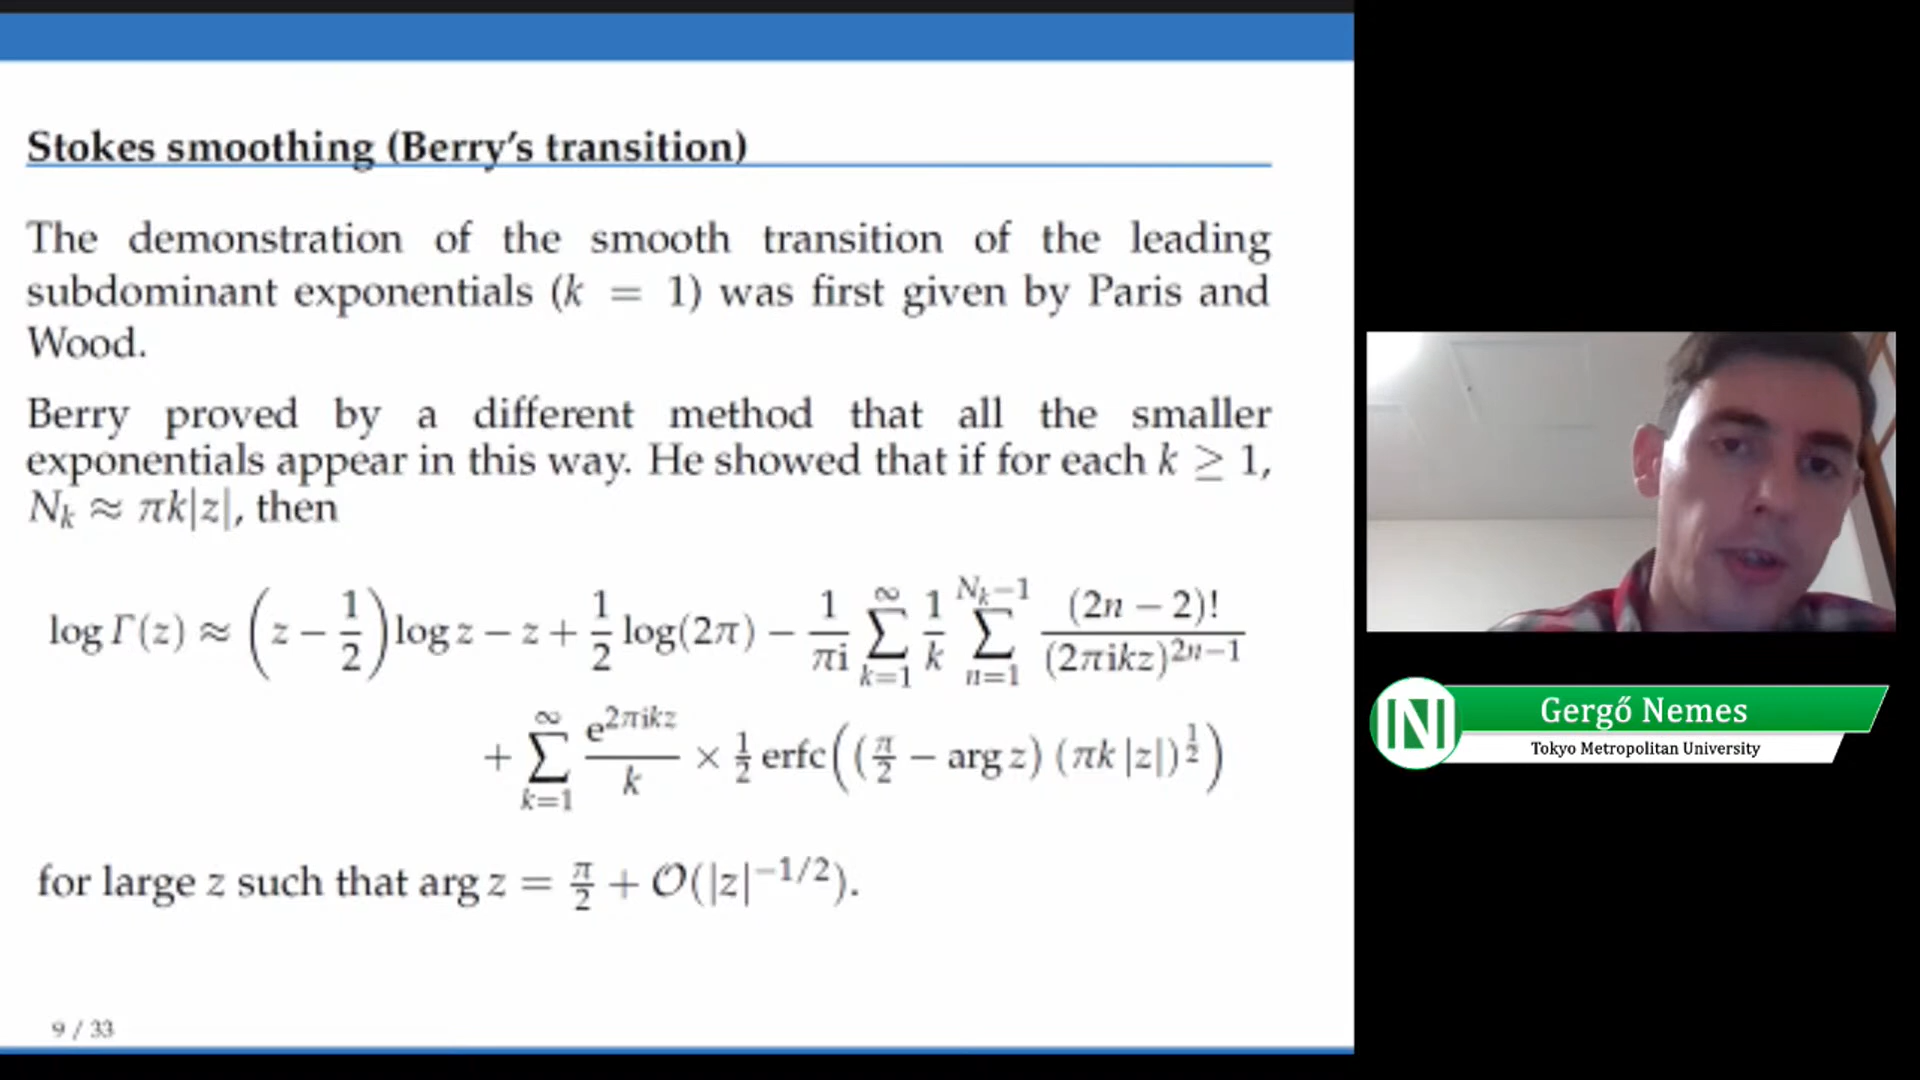 Stokes smoothing (Berry's transition)
The demonstration of the smooth transition of the leading
subdominant exponentials (k = 1) was first given by Paris and
Wood.
Berry proved by a different method that all the smaller
exponentials appear in this way. He showed that if for each k ≥ 1,
N_k ≈ πk|z|, then
log Γ(z) ≈ (z − 1/2) log z − z + 1/2 log(2π) − 1/πi ∑_{k=1}^{∞} 1/k ∑_{n=1}^{N_k−1} (2n − 2)!/(2πikz)^{2n−1}
+ ∑_{k=1}^{∞} e^{2πikz}/k × 1/2 erfc((π/2 − arg z) (πk |z|)^{1/2})
for large z such that arg z = π/2 + O(|z|^{−1/2}).
9 / 33
N
Gergő Nemes
Tokyo Metropolitan University